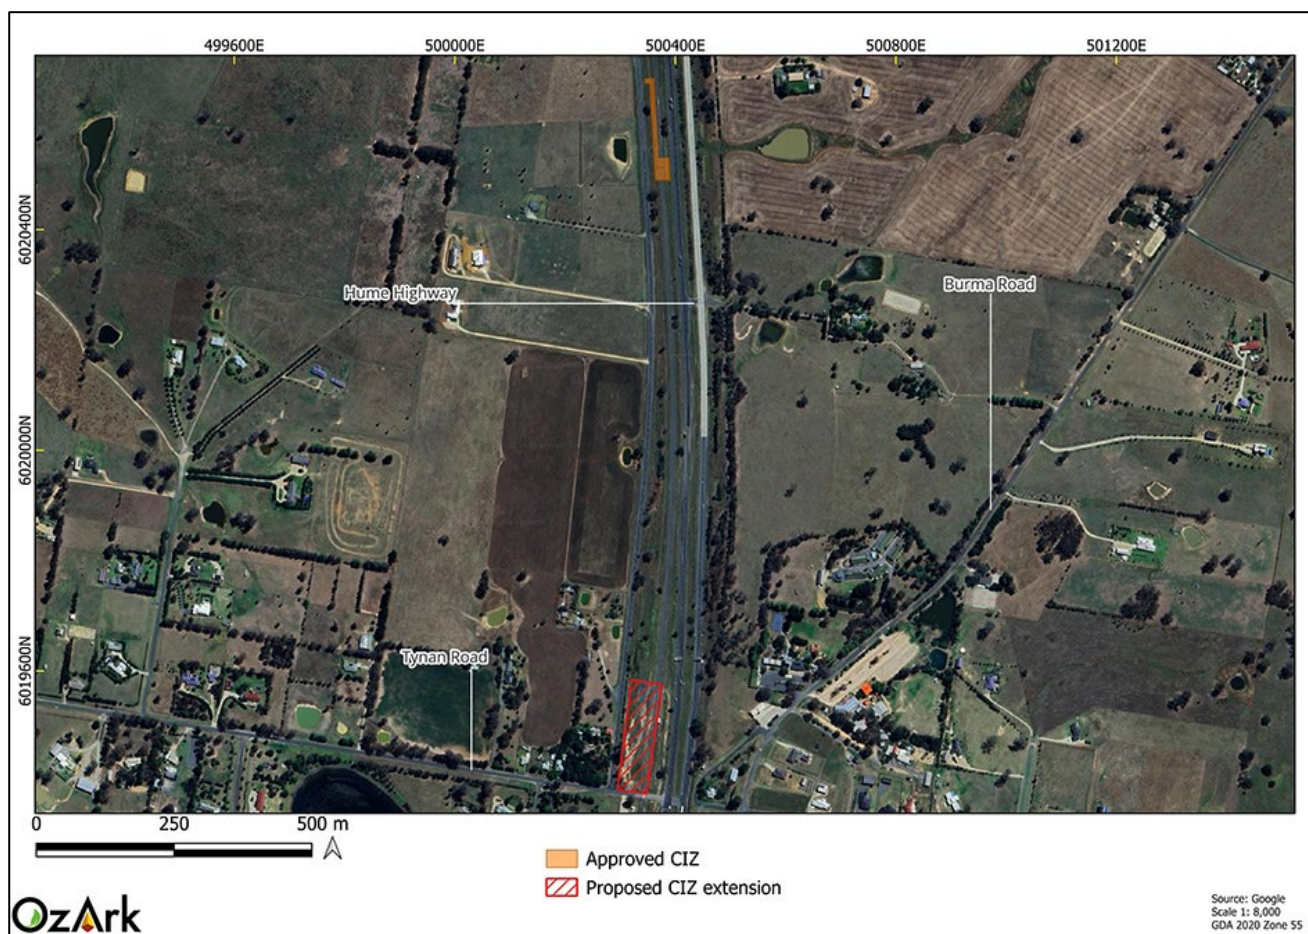 499600E 500000E 500400E 500800E 501200E
6020400N
Hume Highway
Burma Road
6020000N
Tynan Road
6019600N
0 250 500 m
Approved CIZ
Proposed CIZ extension
OzArk
Source: Google
Scale 1: 8,000
GDA 2020 Zone 55